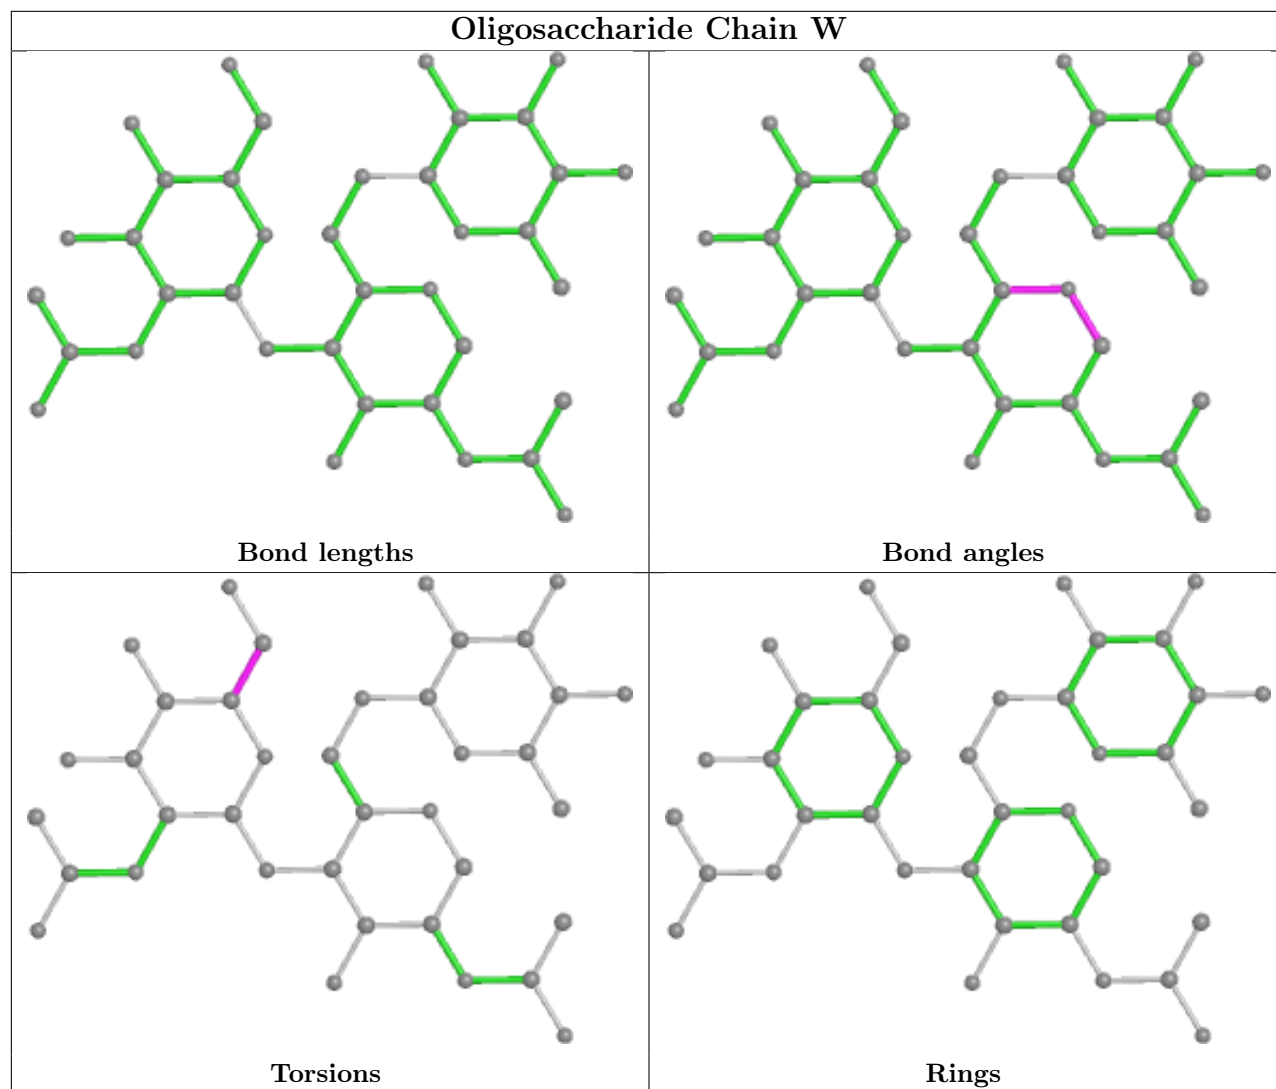 Oligosaccharide Chain W
Bond lengths
Bond angles
Torsions
Rings